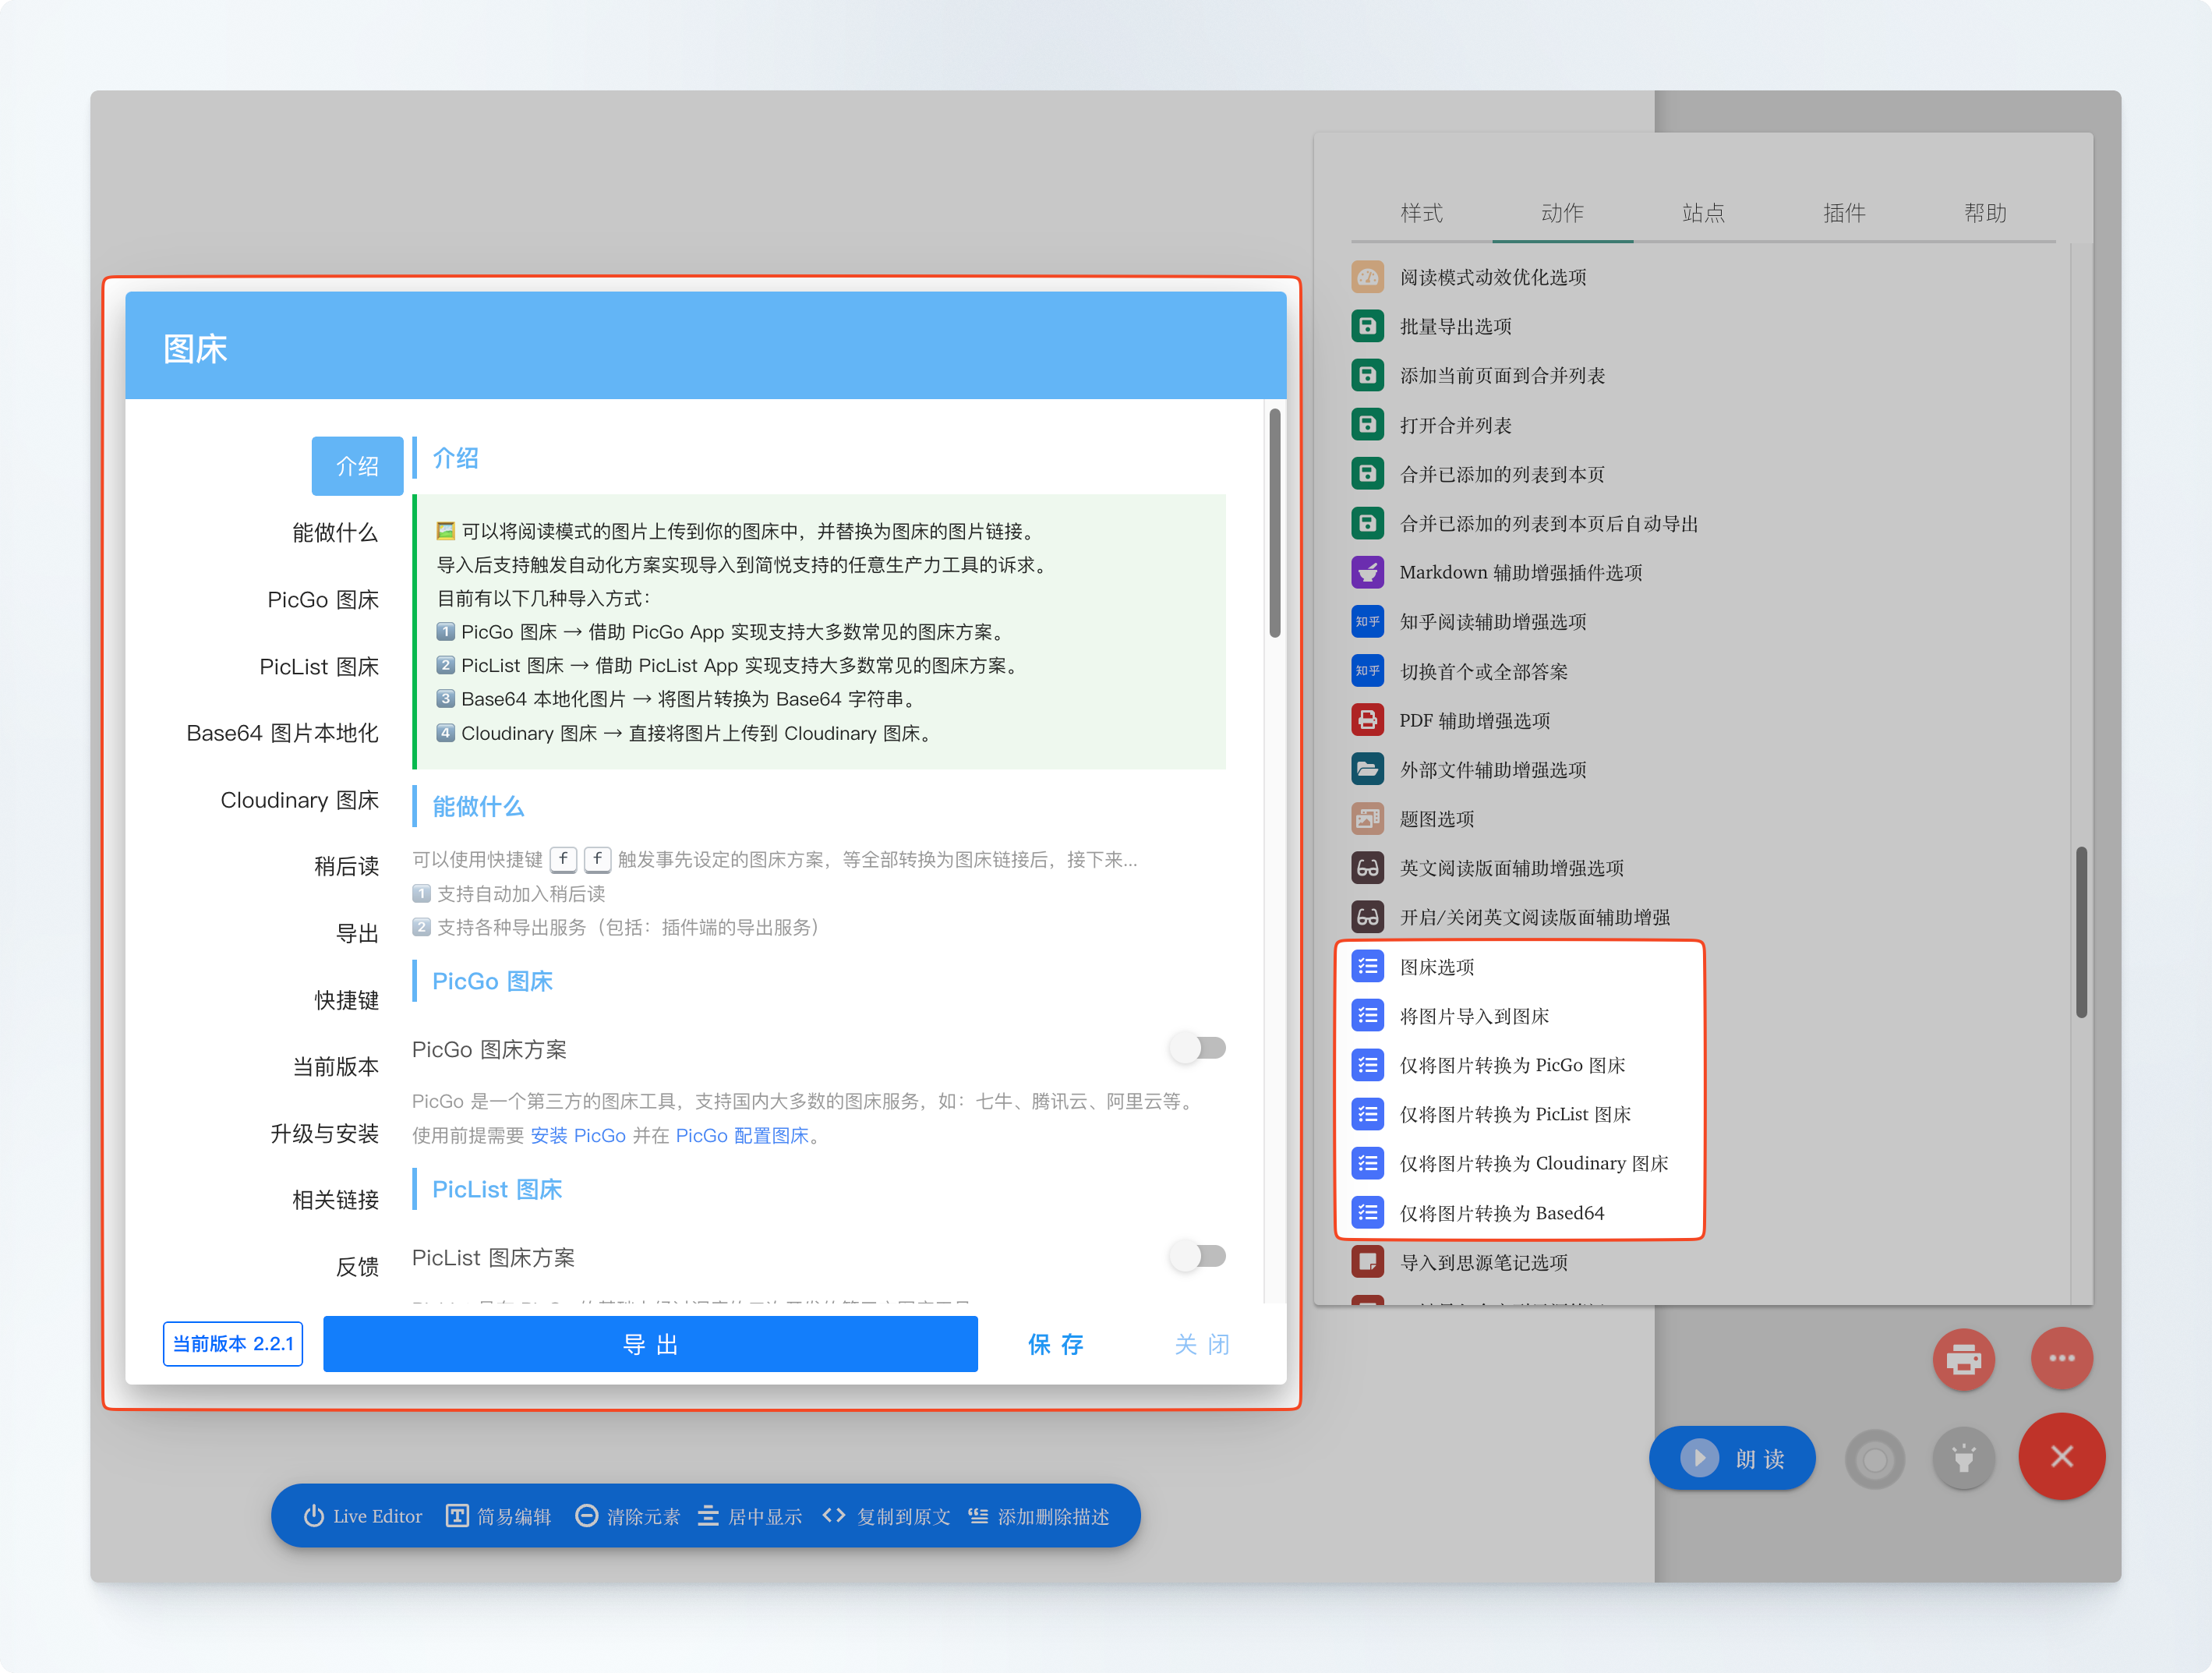 图床
介绍
能做什么
PicGo 图床
PicList 图床
Base64 图片本地化
Cloudinary 图床
稍后读
导出
快捷键
当前版本
升级与安装
相关链接
反馈
介绍
🖼️ 可以将阅读模式的图片上传到你的图床中，并替换为图床的图片链接。
导入后支持触发自动化方案实现导入到简悦支持的任意生产力工具的诉求。
目前有以下几种导入方式：
1️⃣ PicGo 图床 → 借助 PicGo App 实现支持大多数常见的图床方案。
2️⃣ PicList 图床 → 借助 PicList App 实现支持大多数常见的图床方案。
3️⃣ Base64 本地化图片 → 将图片转换为 Base64 字符串。
4️⃣ Cloudinary 图床 → 直接将图片上传到 Cloudinary 图床。
能做什么
可以使用快捷键 f f 触发事先设定的图床方案，等全部转换为图床链接后，接下来...
1️⃣ 支持自动加入稍后读
2️⃣ 支持各种导出服务（包括：插件端的导出服务）
PicGo 图床
PicGo 图床方案
PicGo 是一个第三方的图床工具，支持国内大多数的图床服务，如：七牛、腾讯云、阿里云等。
使用前提需要 安装 PicGo 并在 PicGo 配置图床。
PicList 图床
PicList 图床方案
当前版本 2.2.1
导 出
保 存
关 闭
样式
动作
站点
插件
帮助
阅读模式动效优化选项
批量导出选项
添加当前页面到合并列表
打开合并列表
合并已添加的列表到本页
合并已添加的列表到本页后自动导出
Markdown 辅助增强插件选项
知乎 知乎阅读辅助增强选项
知乎 切换首个或全部答案
PDF 辅助增强选项
外部文件辅助增强选项
题图选项
英文阅读版面辅助增强选项
开启/关闭英文阅读版面辅助增强
图床选项
将图片导入到图床
仅将图片转换为 PicGo 图床
仅将图片转换为 PicList 图床
仅将图片转换为 Cloudinary 图床
仅将图片转换为 Based64
导入到思源笔记选项
朗 读
Live Editor 简易编辑 清除元素 居中显示 复制到原文 添加删除描述